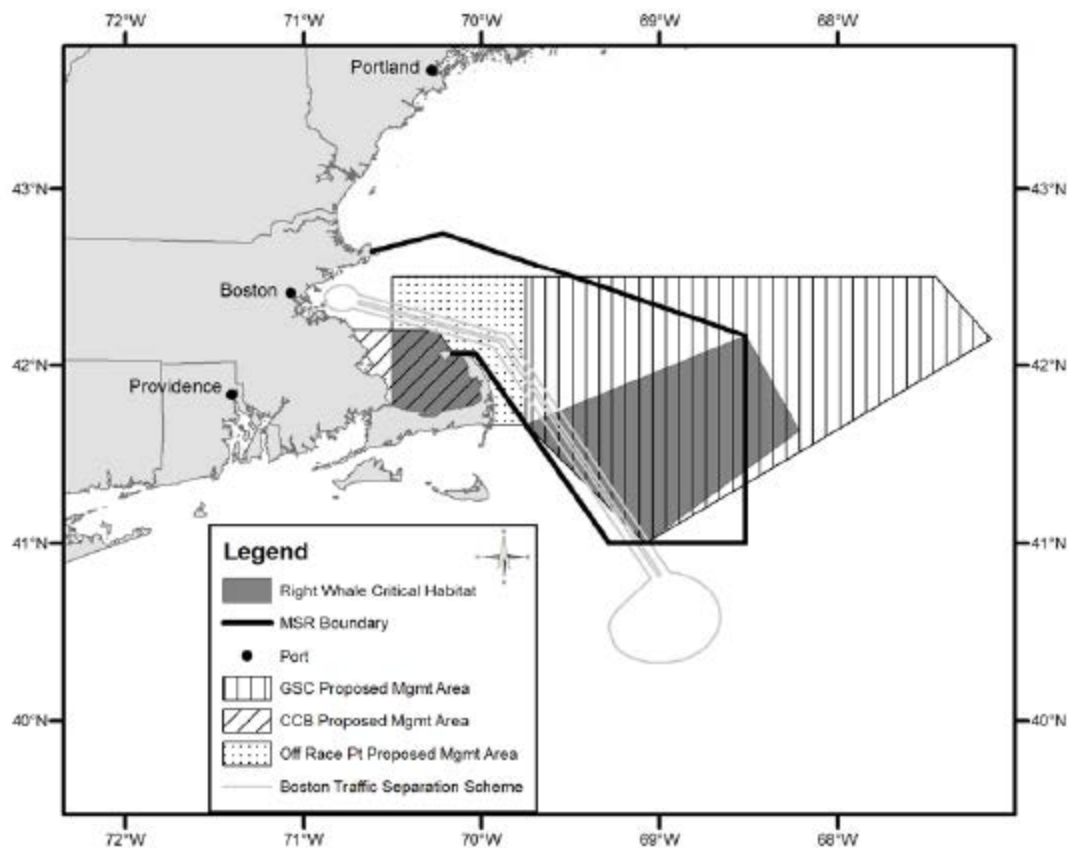 72°W 71°W 70°W 69°W 68°W
Portland
43°N 43°N
Boston
42°N 42°N
Providence
41°N 41°N
Legend
Right Whale Critical Habitat
MSR Boundary
Port
GSC Proposed Mgmt Area
CCB Proposed Mgmt Area
Off Race Pt Proposed Mgmt Area
Boston Traffic Separation Scheme
40°N 40°N
72°W 71°W 70°W 69°W 68°W